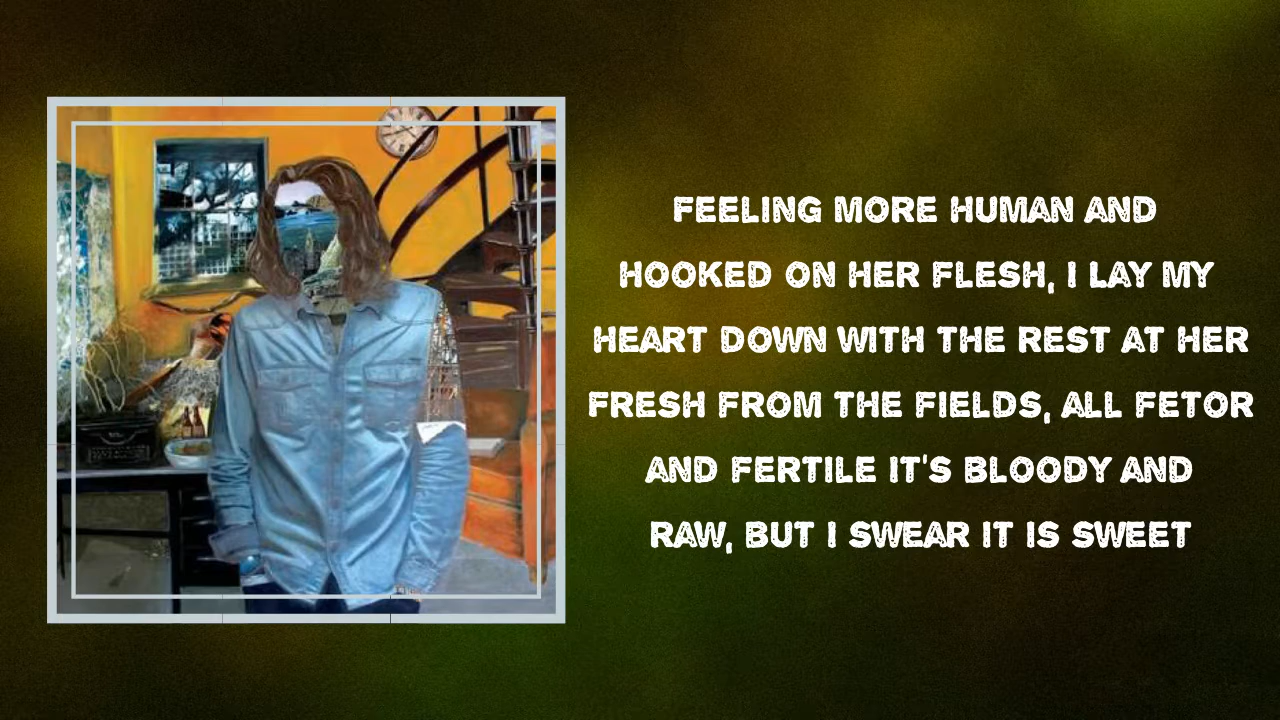 FEELING MORE HUMAN AND
HOOKED ON HER FLESH, I LAY MY
HEART DOWN WITH THE REST AT HER
FRESH FROM THE FIELDS, ALL FETOR
AND FERTILE IT'S BLOODY AND
RAW, BUT I SWEAR IT IS SWEET